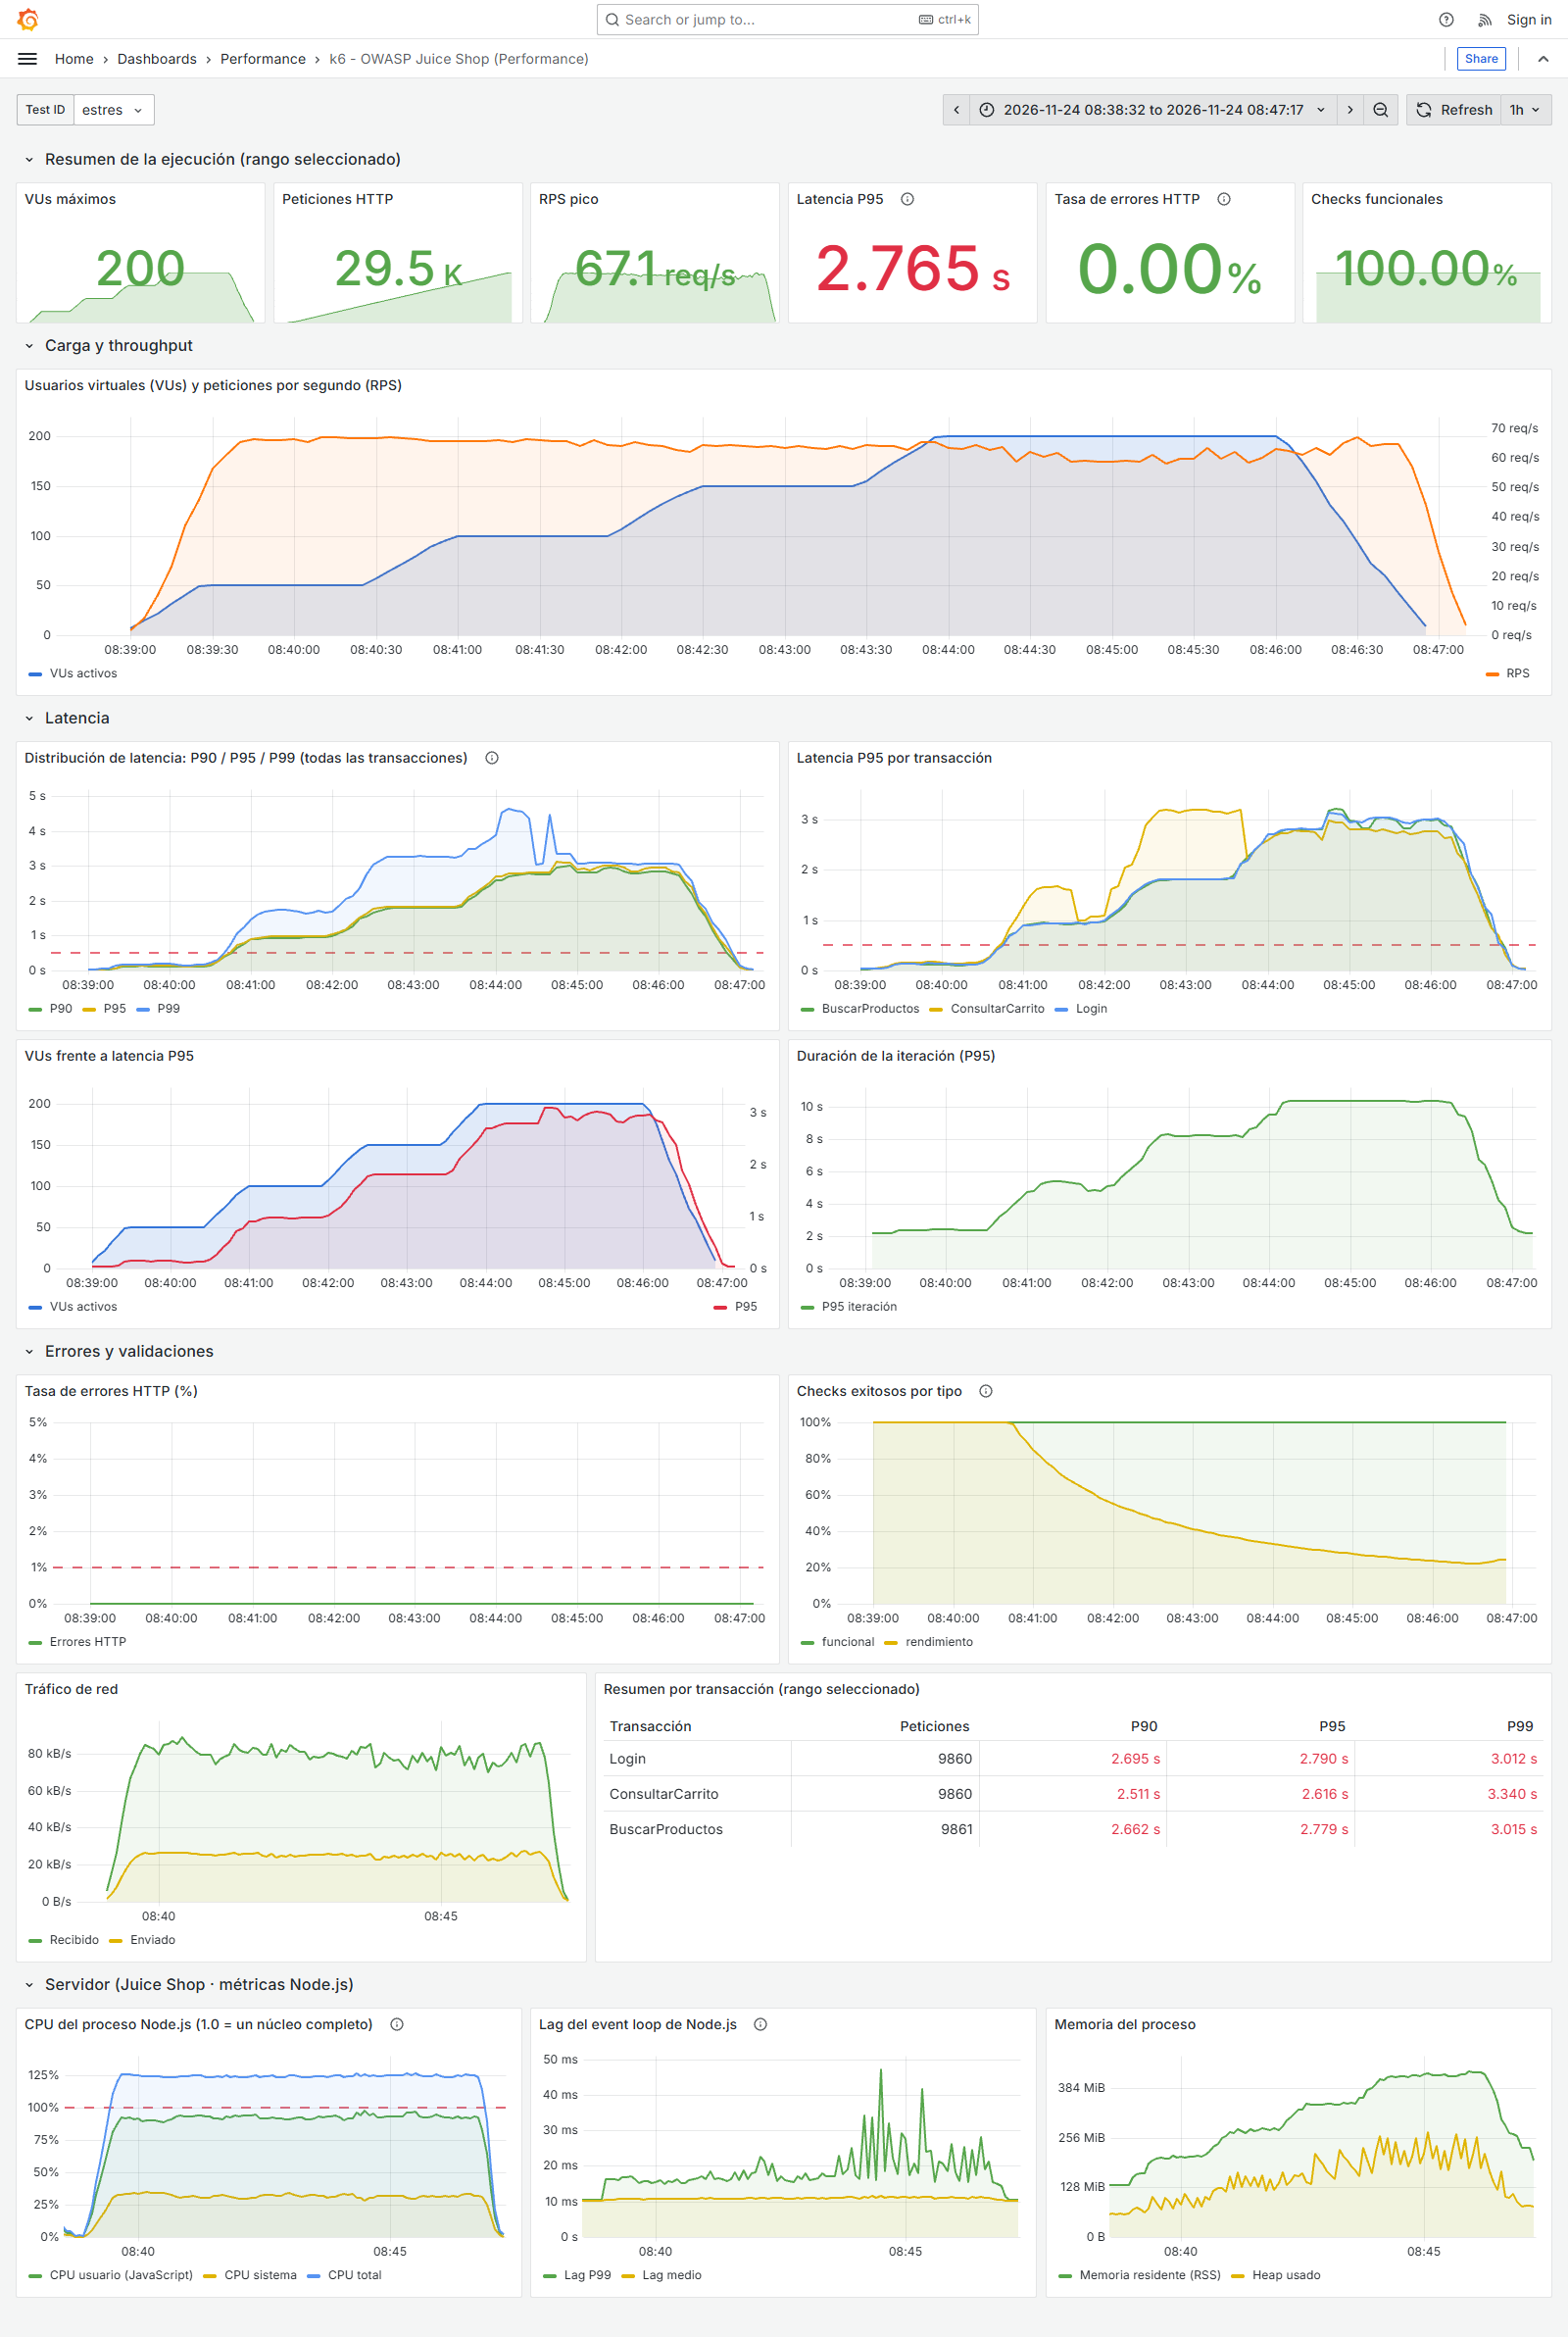 Search or jump to... ctrl+k Sign in
Home › Dashboards › Performance › k6 - OWASP Juice Shop (Performance) Share
Test ID estres 2026-11-24 08:38:32 to 2026-11-24 08:47:17 Refresh 1h
Resumen de la ejecución (rango seleccionado)
VUs máximos
200
Peticiones HTTP
29.5 K
RPS pico
67.1 req/s
Latencia P95
2.765 s
Tasa de errores HTTP
0.00%
Checks funcionales
100.00%
Carga y throughput
Usuarios virtuales (VUs) y peticiones por segundo (RPS)
200
150
100
50
0
70 req/s
60 req/s
50 req/s
40 req/s
30 req/s
20 req/s
10 req/s
0 req/s
08:39:00 08:39:30 08:40:00 08:40:30 08:41:00 08:41:30 08:42:00 08:42:30 08:43:00 08:43:30 08:44:00 08:44:30 08:45:00 08:45:30 08:46:00 08:46:30 08:47:00
VUs activos RPS
Latencia
Distribución de latencia: P90 / P95 / P99 (todas las transacciones)
5 s
4 s
3 s
2 s
1 s
0 s
08:39:00 08:40:00 08:41:00 08:42:00 08:43:00 08:44:00 08:45:00 08:46:00 08:47:00
P90 P95 P99
Latencia P95 por transacción
3 s
2 s
1 s
0 s
08:39:00 08:40:00 08:41:00 08:42:00 08:43:00 08:44:00 08:45:00 08:46:00 08:47:00
BuscarProductos ConsultarCarrito Login
VUs frente a latencia P95
200
150
100
50
0
3 s
2 s
1 s
0 s
08:39:00 08:40:00 08:41:00 08:42:00 08:43:00 08:44:00 08:45:00 08:46:00 08:47:00
VUs activos P95
Duración de la iteración (P95)
10 s
8 s
6 s
4 s
2 s
0 s
08:39:00 08:40:00 08:41:00 08:42:00 08:43:00 08:44:00 08:45:00 08:46:00 08:47:00
P95 iteración
Errores y validaciones
Tasa de errores HTTP (%)
5%
4%
3%
2%
1%
0%
08:39:00 08:40:00 08:41:00 08:42:00 08:43:00 08:44:00 08:45:00 08:46:00 08:47:00
Errores HTTP
Checks exitosos por tipo
100%
80%
60%
40%
20%
0%
08:39:00 08:40:00 08:41:00 08:42:00 08:43:00 08:44:00 08:45:00 08:46:00 08:47:00
funcional rendimiento
Tráfico de red
80 kB/s
60 kB/s
40 kB/s
20 kB/s
0 B/s
08:40 08:45
Recibido Enviado
Resumen por transacción (rango seleccionado)
Transacción Peticiones P90 P95 P99
Login 9860 2.695 s 2.790 s 3.012 s
ConsultarCarrito 9860 2.511 s 2.616 s 3.340 s
BuscarProductos 9861 2.662 s 2.779 s 3.015 s
Servidor (Juice Shop · métricas Node.js)
CPU del proceso Node.js (1.0 = un núcleo completo)
125%
100%
75%
50%
25%
0%
08:40 08:45
CPU usuario (JavaScript) CPU sistema CPU total
Lag del event loop de Node.js
50 ms
40 ms
30 ms
20 ms
10 ms
0 s
08:40 08:45
Lag P99 Lag medio
Memoria del proceso
384 MiB
256 MiB
128 MiB
0 B
08:40 08:45
Memoria residente (RSS) Heap usado